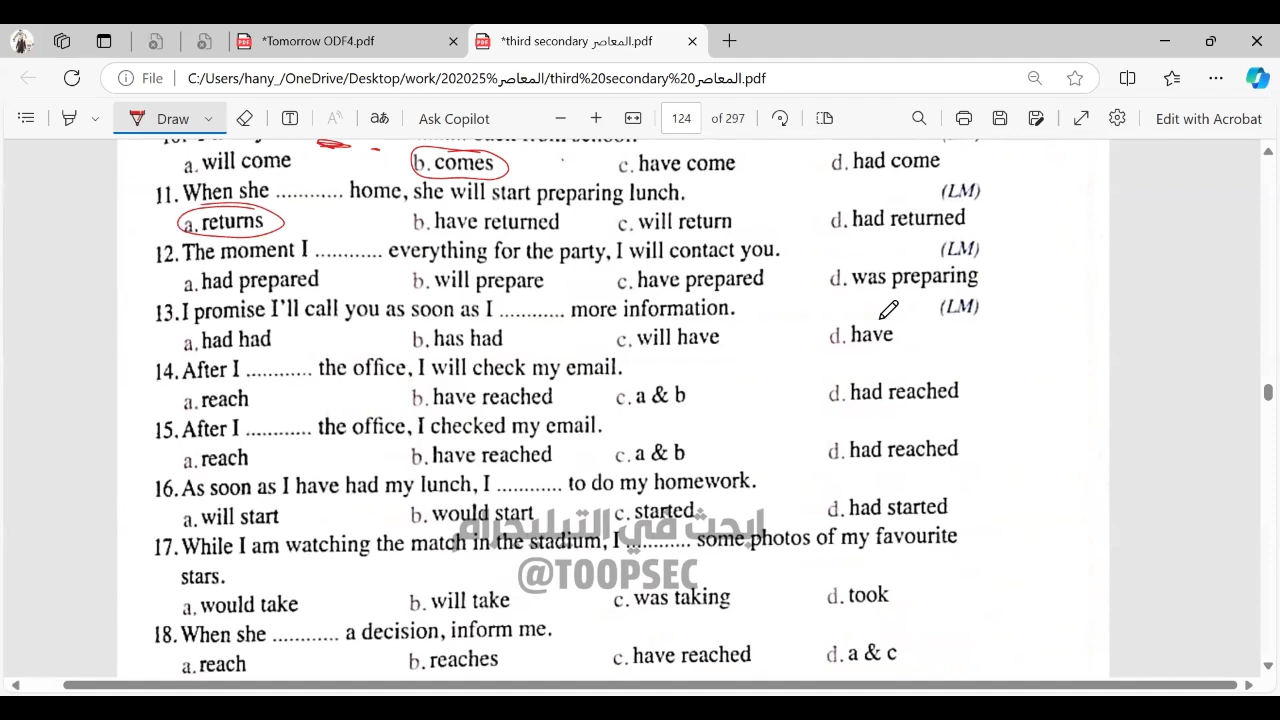 *Tomorrow ODF4.pdf
*third secondary المعاصر.pdf
File
C:/Users/hany_/OneDrive/Desktop/work/202025%المعاصر/third%20secondary%20المعاصر.pdf
Draw
Ask Copilot
124 of 297
Edit with Acrobat
a. will come b. comes c. have come d. had come
11. When she ............ home, she will start preparing lunch. (LM)
a. returns b. have returned c. will return d. had returned
12. The moment I ............ everything for the party, I will contact you. (LM)
a. had prepared b. will prepare c. have prepared d. was preparing
13. I promise I'll call you as soon as I ............ more information. (LM)
a. had had b. has had c. will have d. have
14. After I ............ the office, I will check my email.
a. reach b. have reached c. a & b d. had reached
15. After I ............ the office, I checked my email.
a. reach b. have reached c. a & b d. had reached
16. As soon as I have had my lunch, I ............ to do my homework.
a. will start b. would start c. started d. had started
ابحث في التيليجرام
17. While I am watching the match in the stadium, I ............ some photos of my favourite
stars.
@TOOPSEC
a. would take b. will take c. was taking d. took
18. When she ............ a decision, inform me.
a. reach b. reaches c. have reached d. a & c